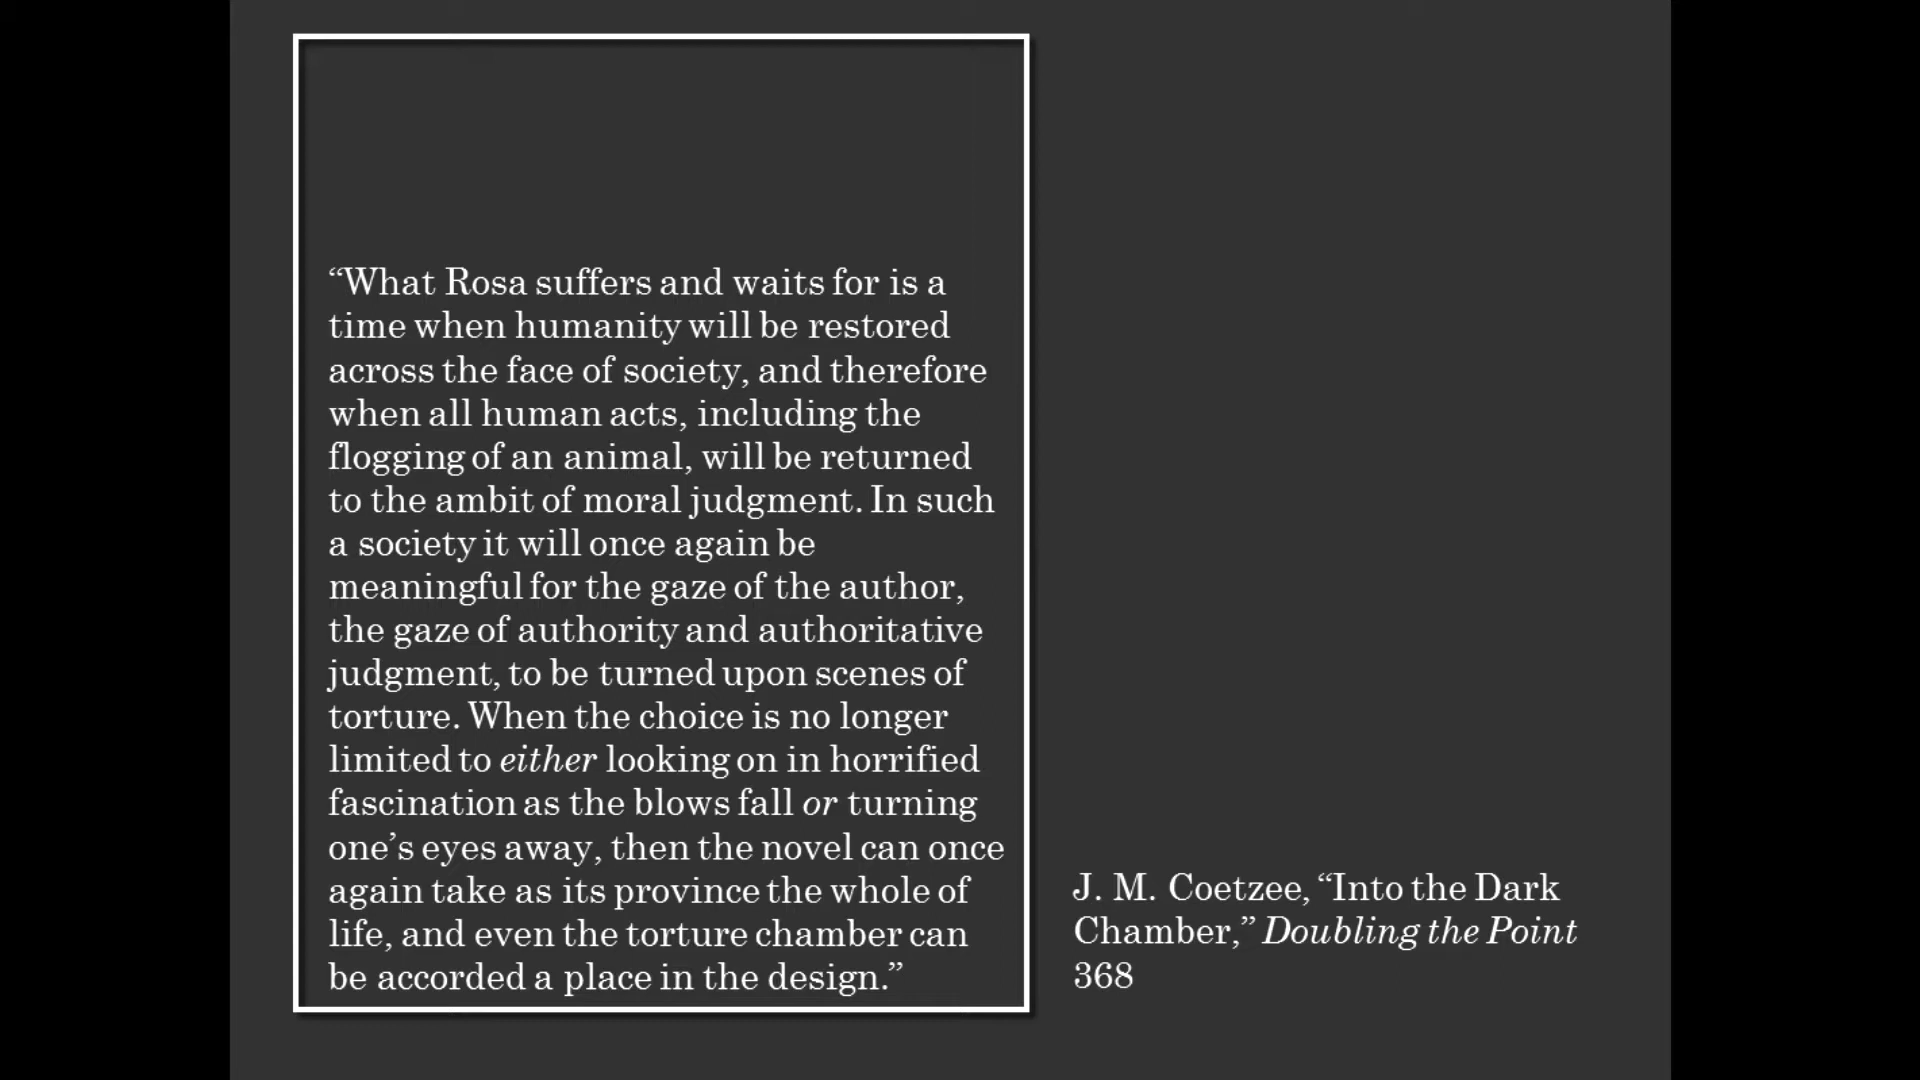 “What Rosa suffers and waits for is a
time when humanity will be restored
across the face of society, and therefore
when all human acts, including the
flogging of an animal, will be returned
to the ambit of moral judgment. In such
a society it will once again be
meaningful for the gaze of the author,
the gaze of authority and authoritative
judgment, to be turned upon scenes of
torture. When the choice is no longer
limited to either looking on in horrified
fascination as the blows fall or turning
one’s eyes away, then the novel can once
again take as its province the whole of
life, and even the torture chamber can
be accorded a place in the design.”
J. M. Coetzee, “Into the Dark
Chamber,” Doubling the Point
368